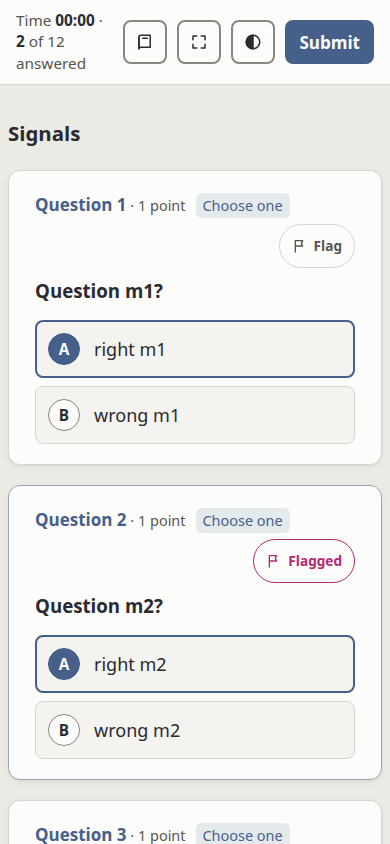 Time 00:00 ·
2 of 12
answered
Submit
Signals
Question 1 · 1 point Choose one
Flag
Question m1?
A right m1
B wrong m1
Question 2 · 1 point Choose one
Flagged
Question m2?
A right m2
B wrong m2
Question 3 · 1 point Choose one